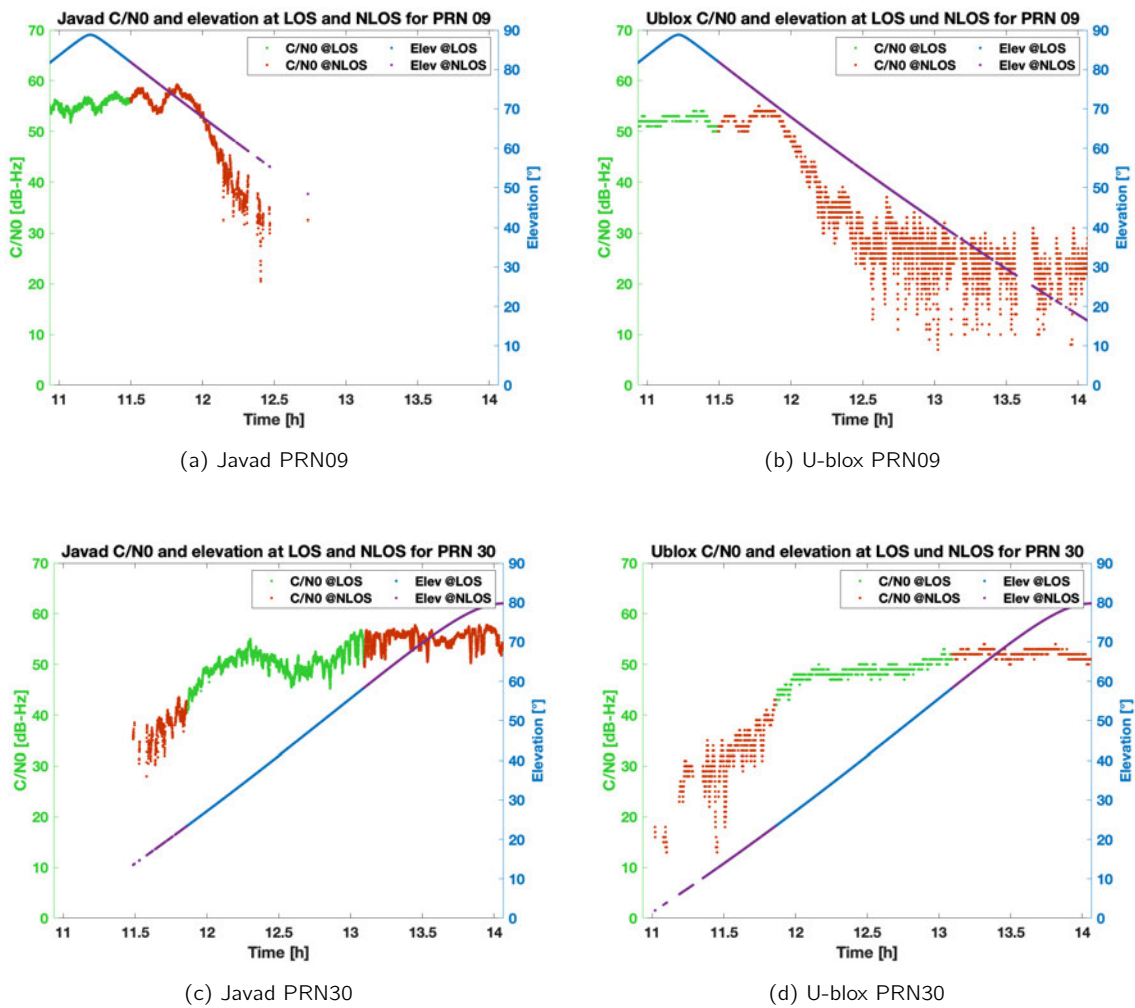 Javad C/N0 and elevation at LOS and NLOS for PRN 09
C/N0 @LOS Elev @LOS
C/N0 @NLOS Elev @NLOS
70
60
50
40
30
20
10
0
C/N0 [dB-Hz]
90
80
70
60
50
40
30
20
10
0
Elevation [°]
11 11.5 12 12.5 13 13.5 14
Time [h]
(a) Javad PRN09
Ublox C/N0 and elevation at LOS und NLOS for PRN 09
C/N0 @LOS Elev @LOS
C/N0 @NLOS Elev @NLOS
70
60
50
40
30
20
10
0
C/N0 [dB-Hz]
90
80
70
60
50
40
30
20
10
0
Elevation [°]
11 11.5 12 12.5 13 13.5 14
Time [h]
(b) U-blox PRN09
Javad C/N0 and elevation at LOS and NLOS for PRN 30
C/N0 @LOS Elev @LOS
C/N0 @NLOS Elev @NLOS
70
60
50
40
30
20
10
0
C/N0 [dB-Hz]
90
80
70
60
50
40
30
20
10
0
Elevation [°]
11 11.5 12 12.5 13 13.5 14
Time [h]
(c) Javad PRN30
Ublox C/N0 and elevation at LOS und NLOS for PRN 30
C/N0 @LOS Elev @LOS
C/N0 @NLOS Elev @NLOS
70
60
50
40
30
20
10
0
C/N0 [dB-Hz]
90
80
70
60
50
40
30
20
10
0
Elevation [°]
11 11.5 12 12.5 13 13.5 14
Time [h]
(d) U-blox PRN30